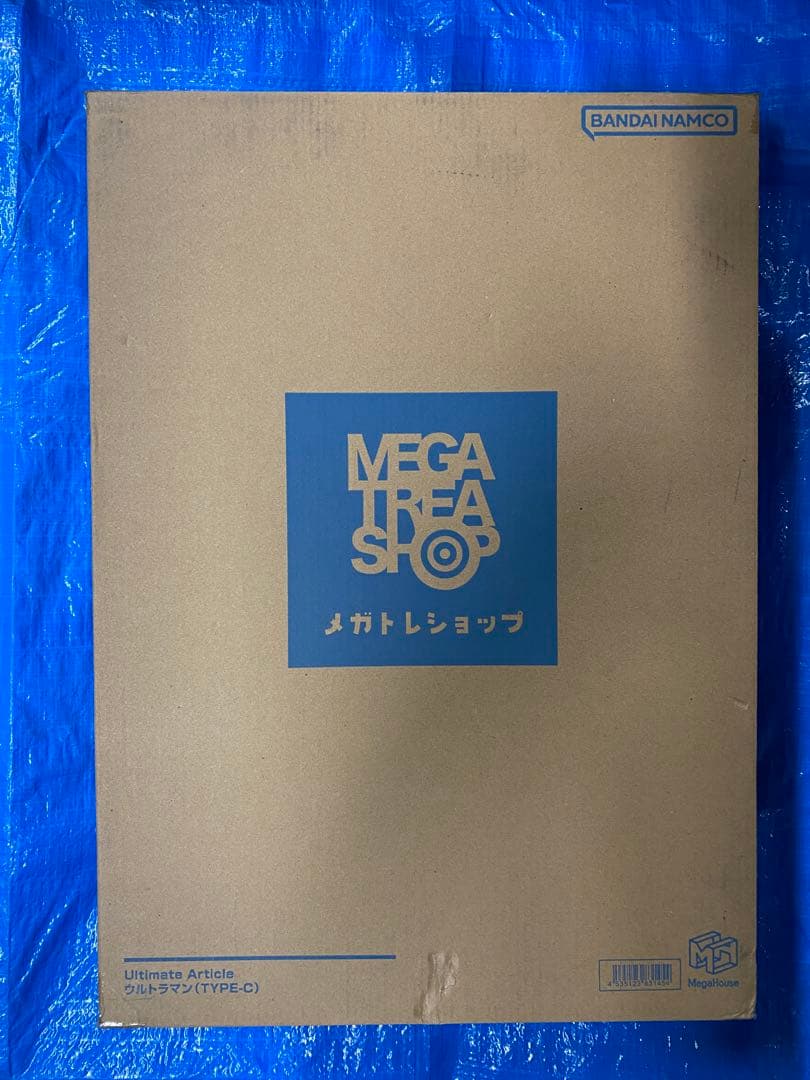 BANDAI NAMCO
MEGA
TREA
SHOP
メガトレショップ
Ultimate Article
ウルトラマン(TYPE-C)
MegaHouse